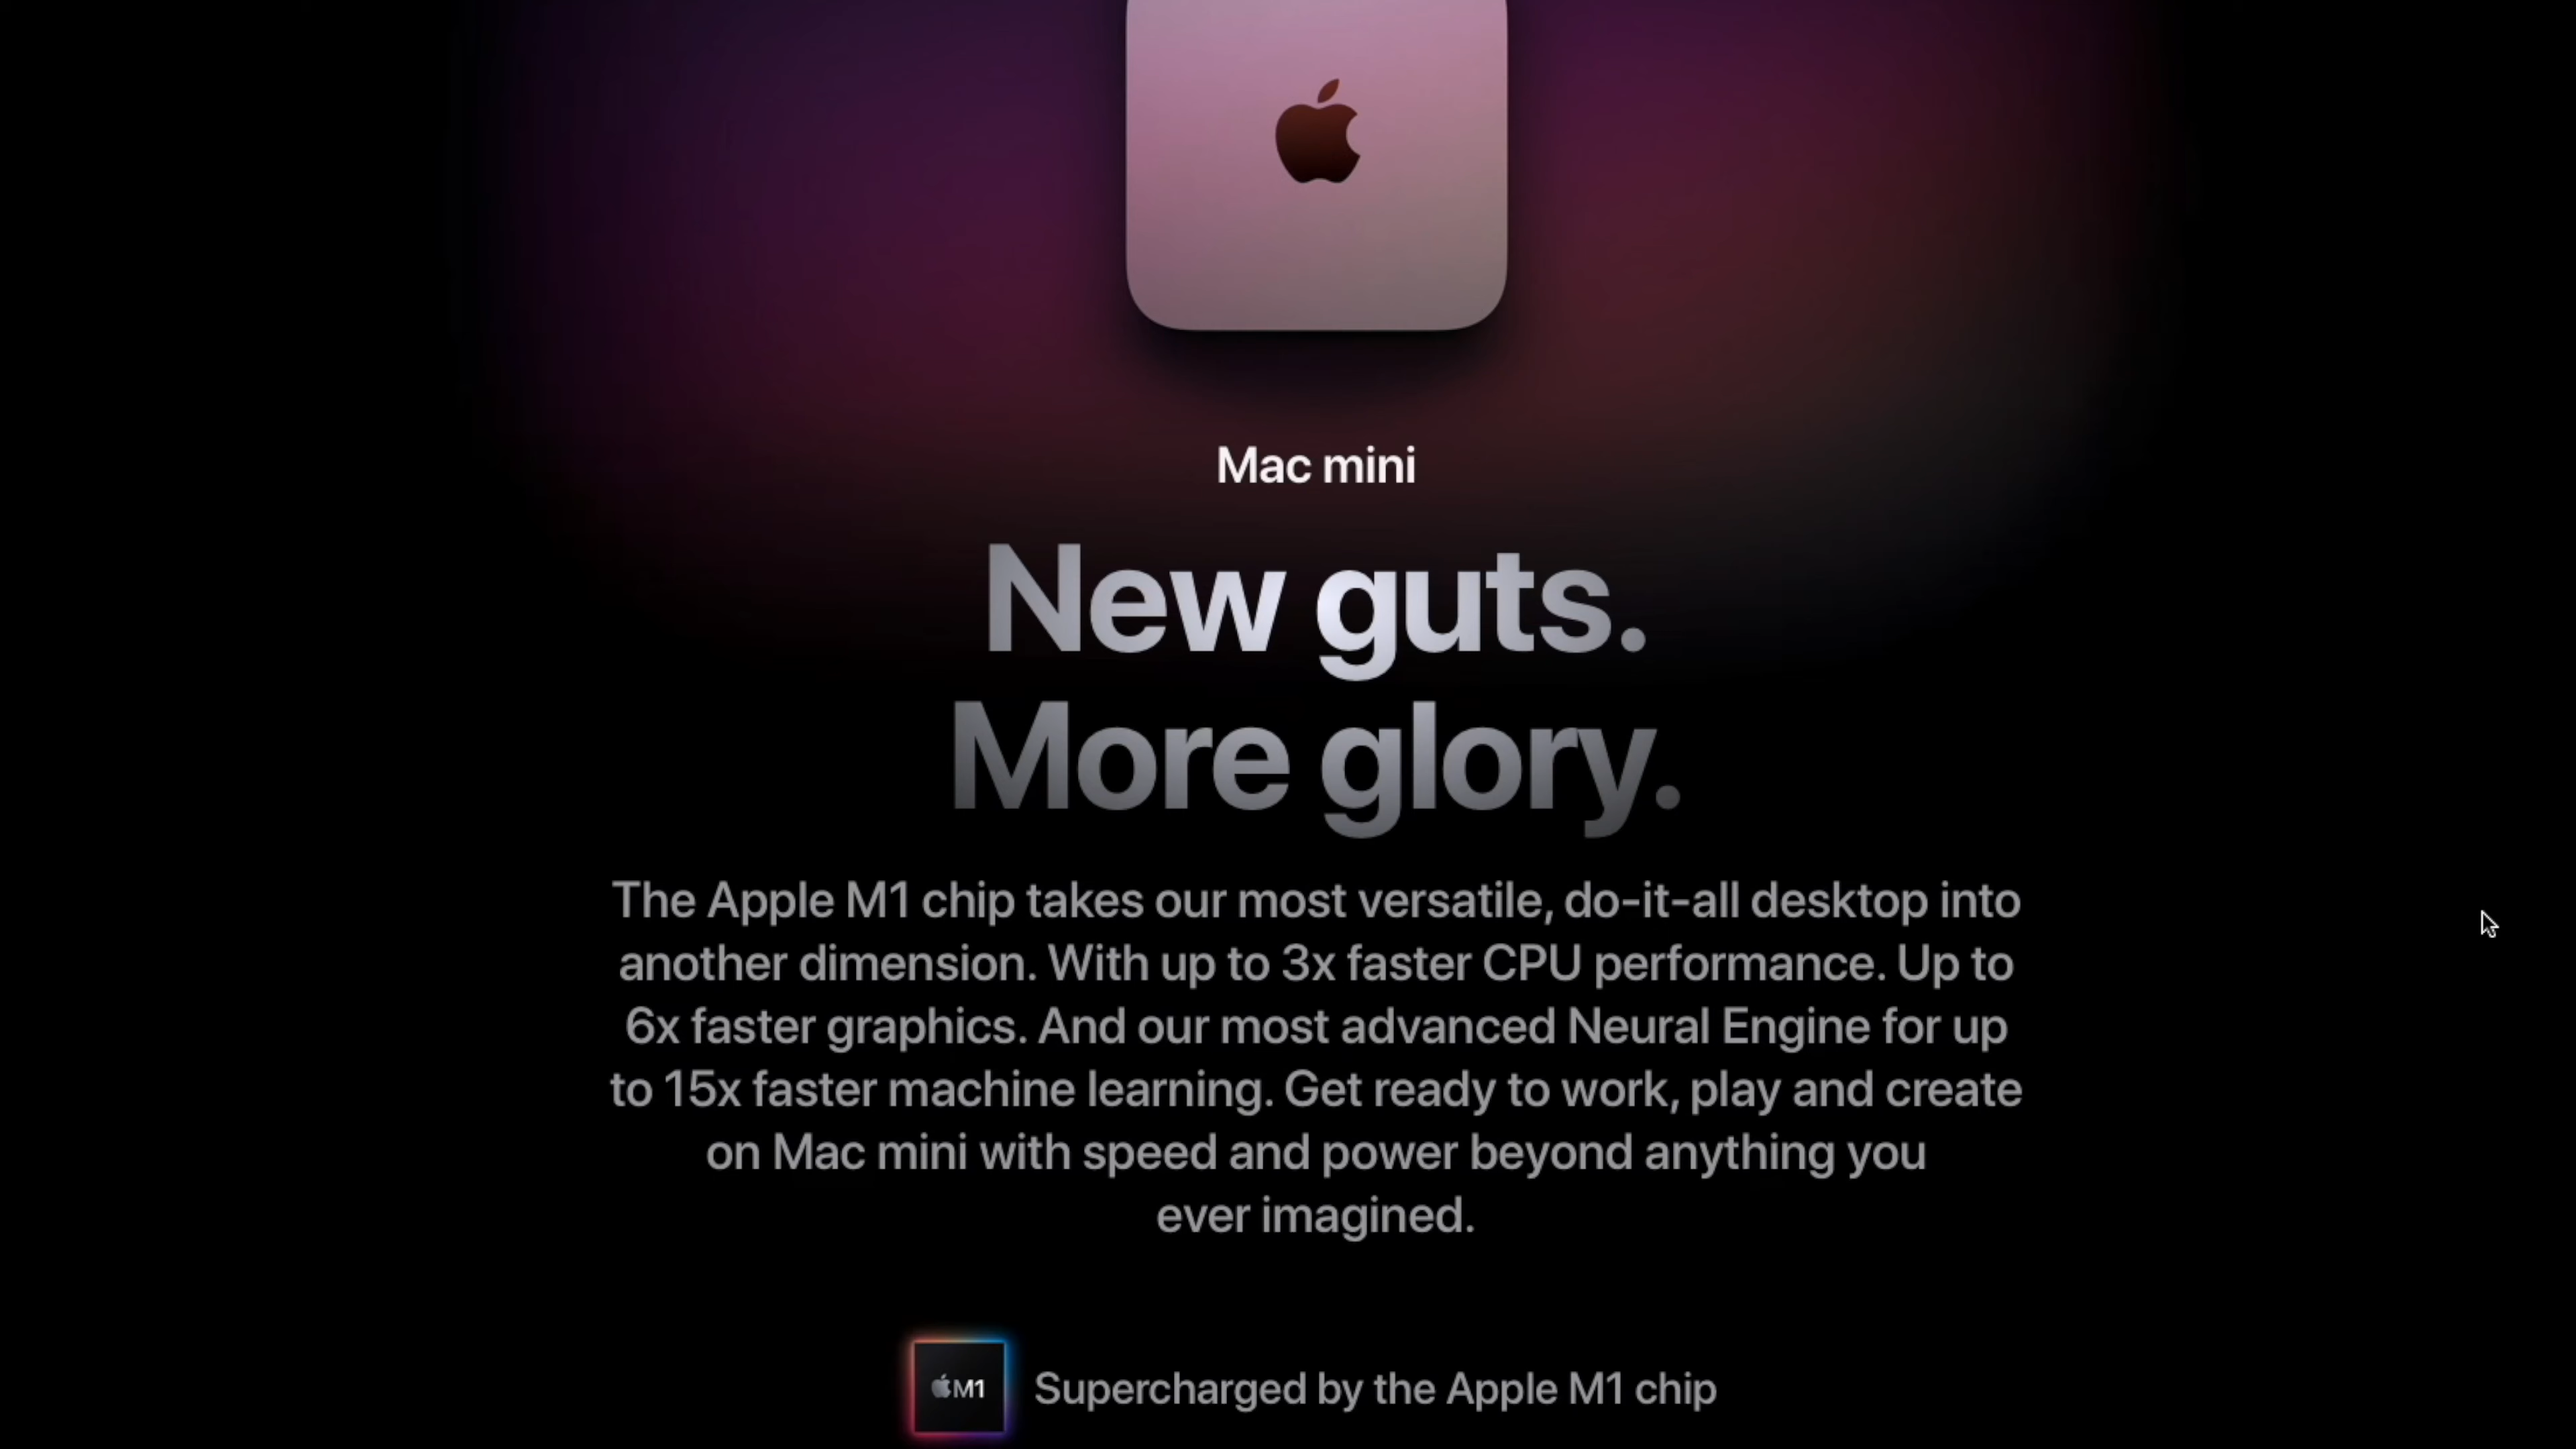 Mac mini
New guts.
More glory.
The Apple M1 chip takes our most versatile, do-it-all desktop into
another dimension. With up to 3x faster CPU performance. Up to
6x faster graphics. And our most advanced Neural Engine for up
to 15x faster machine learning. Get ready to work, play and create
on Mac mini with speed and power beyond anything you
ever imagined.
M1
Supercharged by the Apple M1 chip